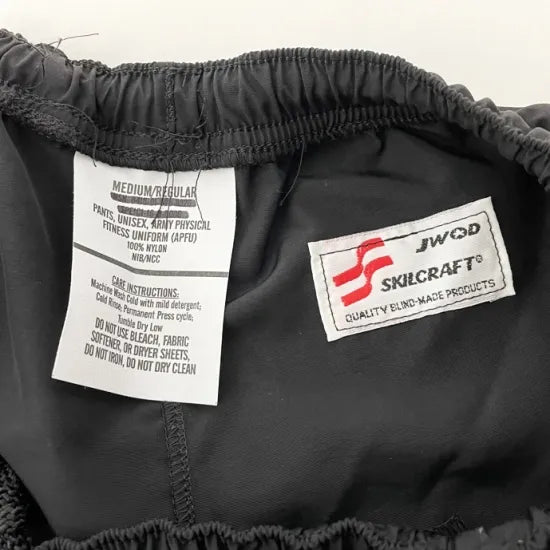 MEDIUM/REGULAR
PANTS, UNISEX, ARMY PHYSICAL
FITNESS UNIFORM (APFU)
100% NYLON
NIB/NCC
CARE INSTRUCTIONS:
Machine Wash Cold with mild detergent;
Cold Rinse; Permanent Press cycle;
Tumble Dry Low
DO NOT USE BLEACH, FABRIC
SOFTENER, OR DRYER SHEETS,
DO NOT IRON, DO NOT DRY CLEAN
JWOD
SKILCRAFT®
QUALITY BLIND-MADE PRODUCTS